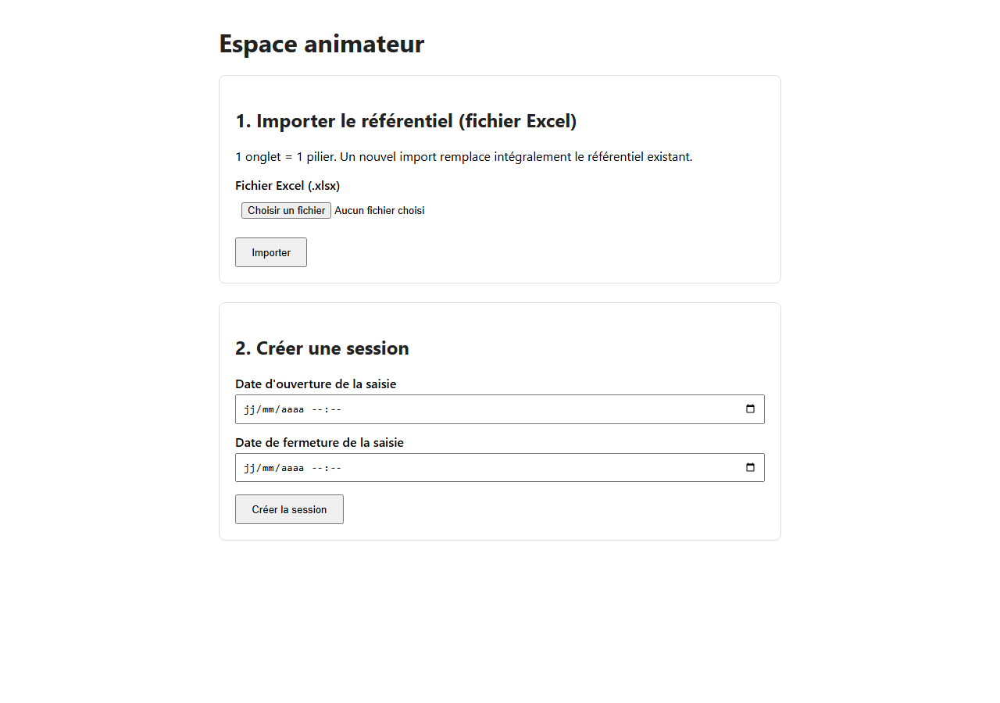 Espace animateur
1. Importer le référentiel (fichier Excel)
1 onglet = 1 pilier. Un nouvel import remplace intégralement le référentiel existant.
Fichier Excel (.xlsx)
Choisir un fichier Aucun fichier choisi
Importer
2. Créer une session
Date d'ouverture de la saisie
jj/mm/aaaa --:--
Date de fermeture de la saisie
jj/mm/aaaa --:--
Créer la session